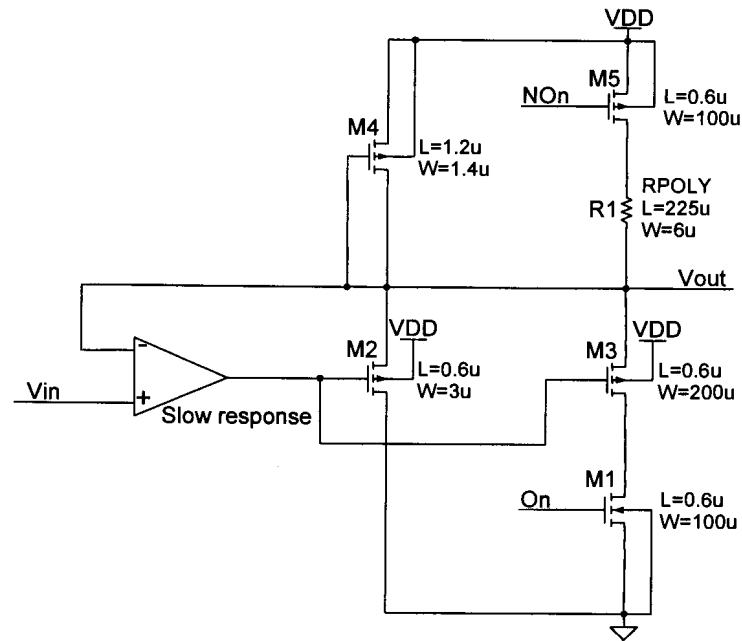 VDD
M5
NOn
L=0.6u
W=100u
M4
L=1.2u
W=1.4u
RPOLY
R1
L=225u
W=6u
Vout
VDD
VDD
M2
M3
L=0.6u
W=3u
L=0.6u
W=200u
-
Vin
+
Slow response
M1
On
L=0.6u
W=100u